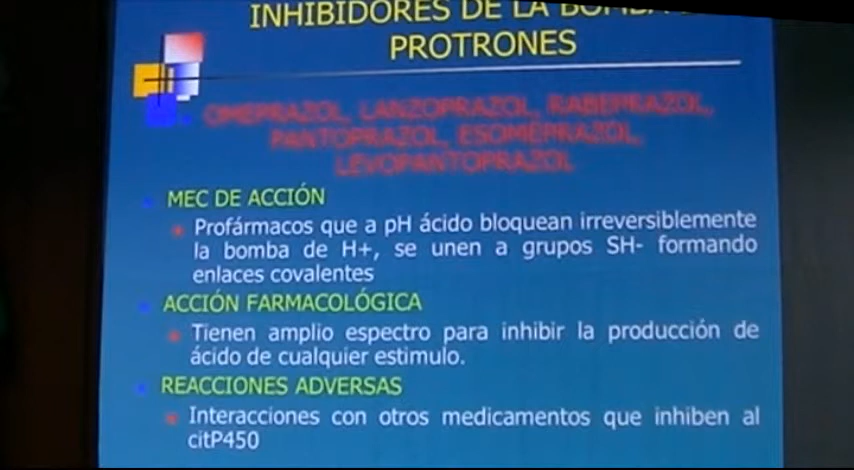 INHIBIDORES DE LA BOMBA
PROTRONES
OMEPRAZOL, LANZOPRAZOL, RABEPRAZOL,
PANTOPRAZOL, ESOMEPRAZOL,
LEVOPANTOPRAZOL
MEC DE ACCIÓN
Profármacos que a pH ácido bloquean irreversiblemente
la bomba de H+, se unen a grupos SH- formando
enlaces covalentes
ACCIÓN FARMACOLÓGICA
Tienen amplio espectro para inhibir la producción de
ácido de cualquier estimulo.
REACCIONES ADVERSAS
Interacciones con otros medicamentos que inhiben al
citP450